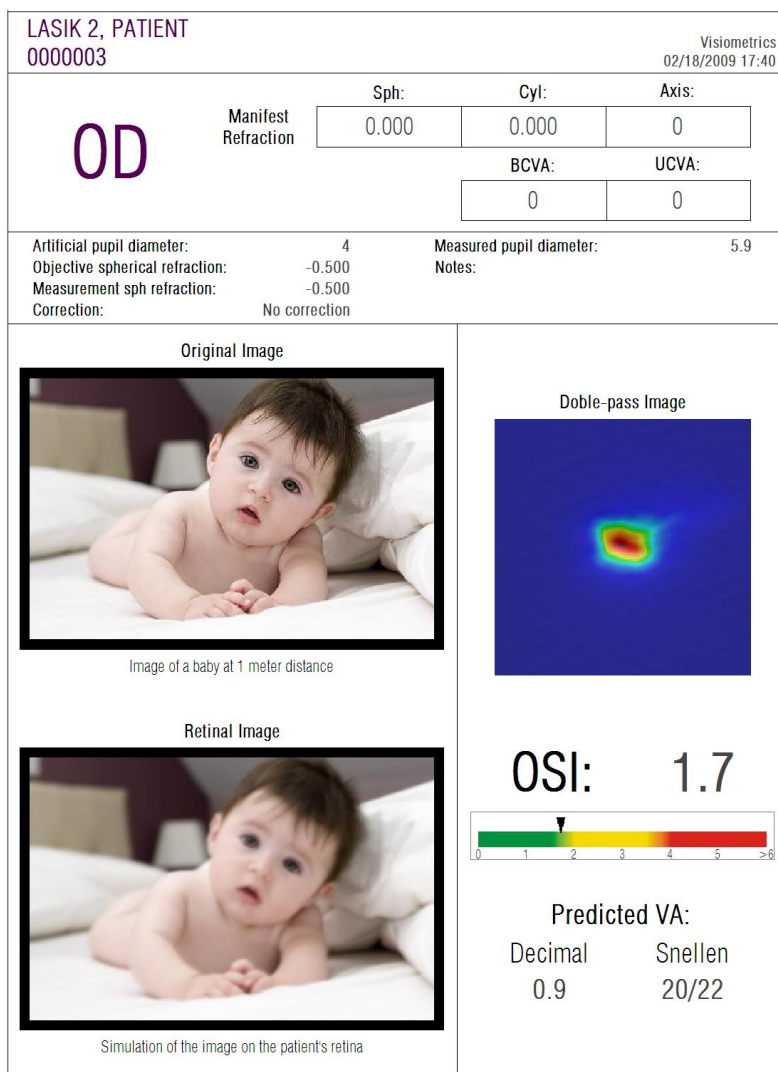 LASIK 2, PATIENT
0000003
Visiometrics
02/18/2009 17:40
OD
Manifest
Refraction
Sph: Cyl: Axis:
0.000 0.000 0
BCVA: UCVA:
0 0
Artificial pupil diameter: 4
Objective spherical refraction: -0.500
Measurement sph refraction: -0.500
Correction: No correction
Measured pupil diameter: 5.9
Notes:
Original Image
Image of a baby at 1 meter distance
Retinal Image
Simulation of the image on the patient's retina
Doble-pass Image
OSI: 1.7
0 1 2 3 4 5 >6
Predicted VA:
Decimal Snellen
0.9 20/22